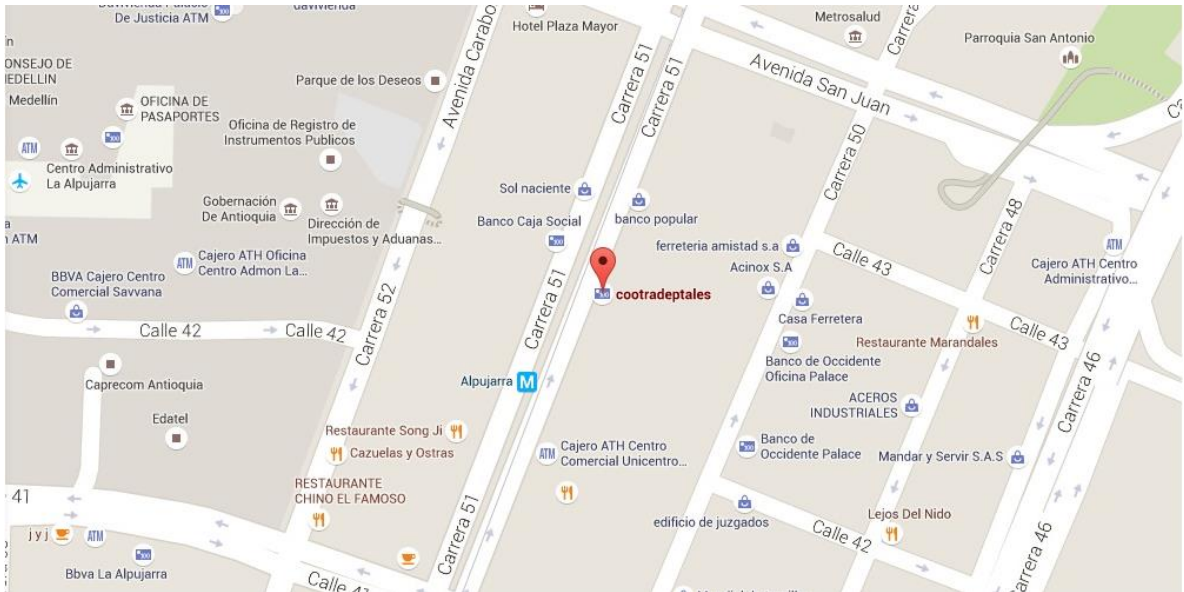 Davivienda Palacio
De Justicia ATM
davivienda
Hotel Plaza Mayor
Metrosalud
Parroquia San Antonio
Carrera
Avenida San Juan
CONSEJO DE
MEDELLIN
Medellín
OFICINA DE
PASAPORTES
Parque de los Deseos
Avenida Carabo
Carrera 51
Carrera 51
Oficina de Registro de
Instrumentos Publicos
ATM
Centro Administrativo
La Alpujarra
Carrera 50
Sol naciente
Gobernación
De Antioquia
Dirección de
Impuestos y Aduanas...
Banco Caja Social
banco popular
Carrera 48
n ATM
ATM
Cajero ATH Oficina
Centro Admon La...
ferreteria amistad s.a
Acinox S.A
Calle 43
ATM
Cajero ATH Centro
Administrativo...
BBVA Cajero Centro
Comercial Savvana
cootradeptales
Casa Ferretera
Carrera 52
Carrera 51
Calle 42
Calle 42
Calle 43
Restaurante Marandales
Banco de Occidente
Oficina Palace
Caprecom Antioquia
Alpujarra
M
ACEROS
INDUSTRIALES
Carrera 46
Edatel
Restaurante Song Ji
Cazuelas y Ostras
ATM
Cajero ATH Centro
Comercial Unicentro...
Banco de
Occidente Palace
Mandar y Servir S.A.S
RESTAURANTE
CHINO EL FAMOSO
41
Carrera 51
edificio de juzgados
Lejos Del Nido
Calle 42
j y j
ATM
Bbva La Alpujarra
Calle 41
Carrera 46